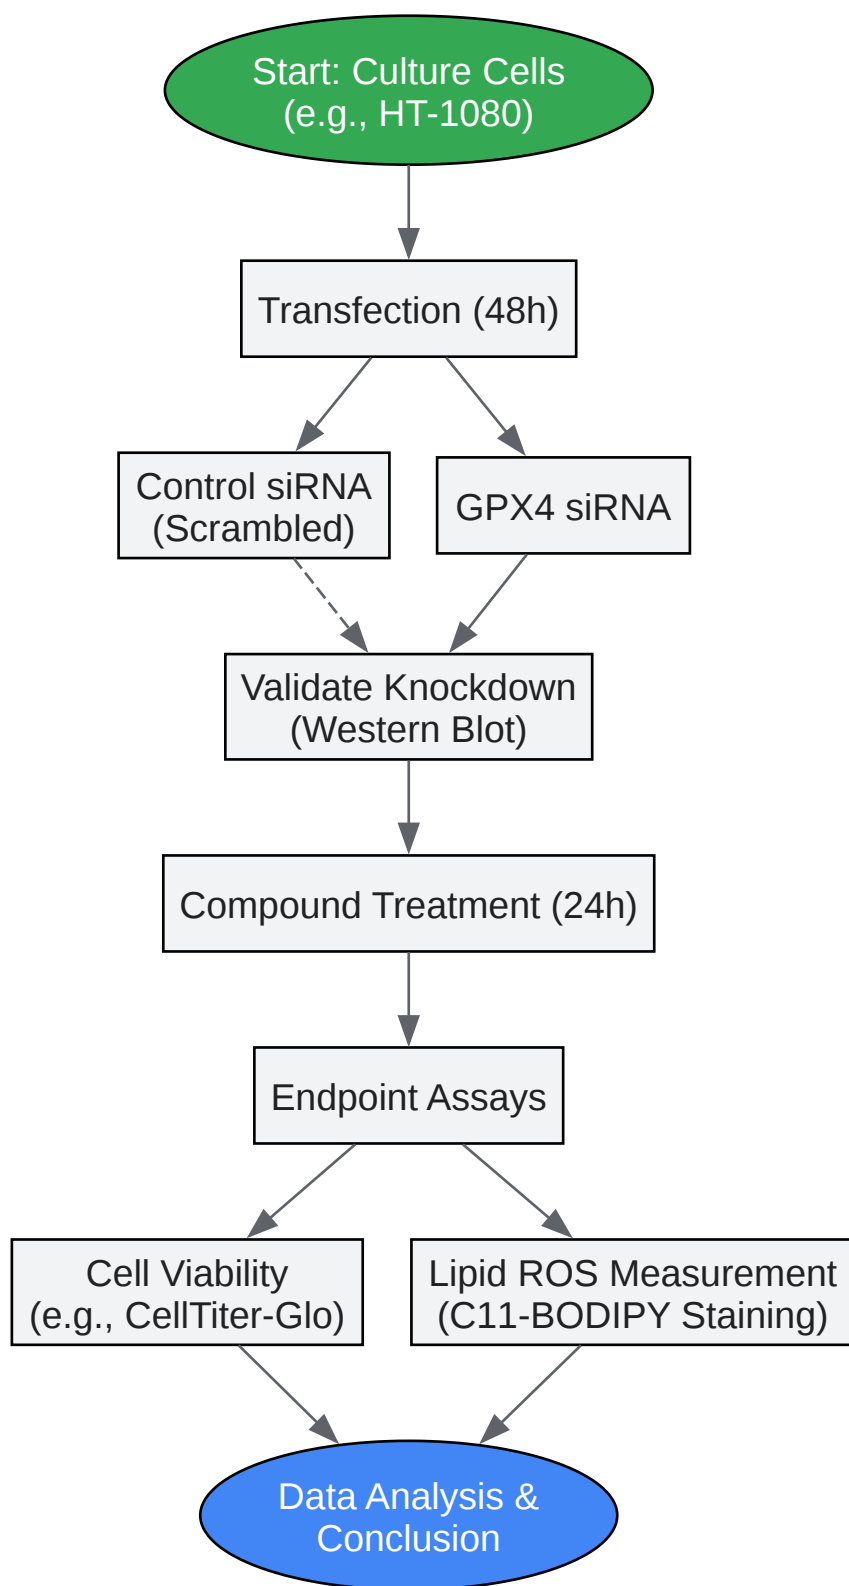 Start: Culture Cells
(e.g., HT-1080)
Transfection (48h)
Control siRNA
(Scrambled)
GPX4 siRNA
Validate Knockdown
(Western Blot)
Compound Treatment (24h)
Endpoint Assays
Cell Viability
(e.g., CellTiter-Glo)
Lipid ROS Measurement
(C11-BODIPY Staining)
Data Analysis &
Conclusion